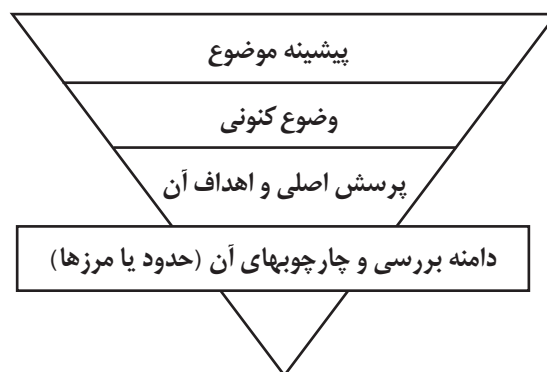 پیشینه موضوع
وضوع کنونی
پرسش اصلی و اهداف آن
دامنه بررسی و چارچوبهای آن (حدود یا مرزها)